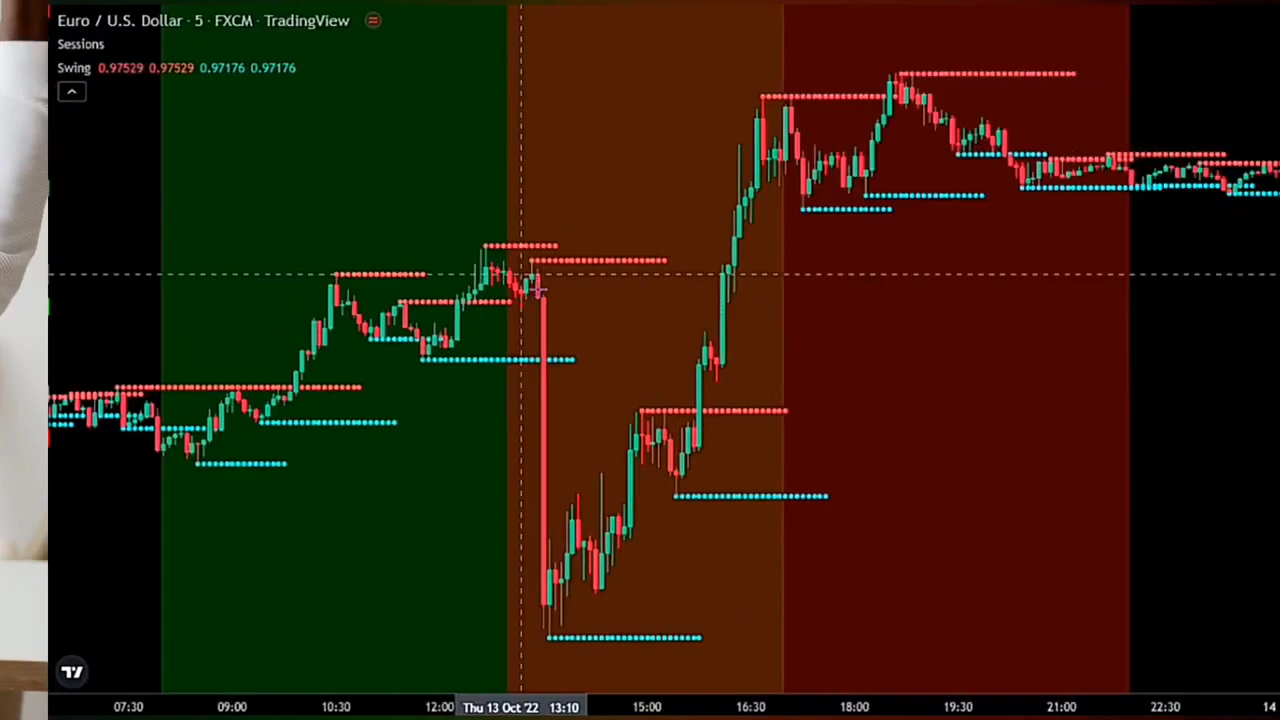 Euro / U.S. Dollar · 5 · FXCM · TradingView
Sessions
Swing 0.97529 0.97529 0.97176 0.97176
07:30 09:00 10:30 12:00 Thu 13 Oct '22 13:10 15:00 16:30 18:00 19:30 21:00 22:30 14